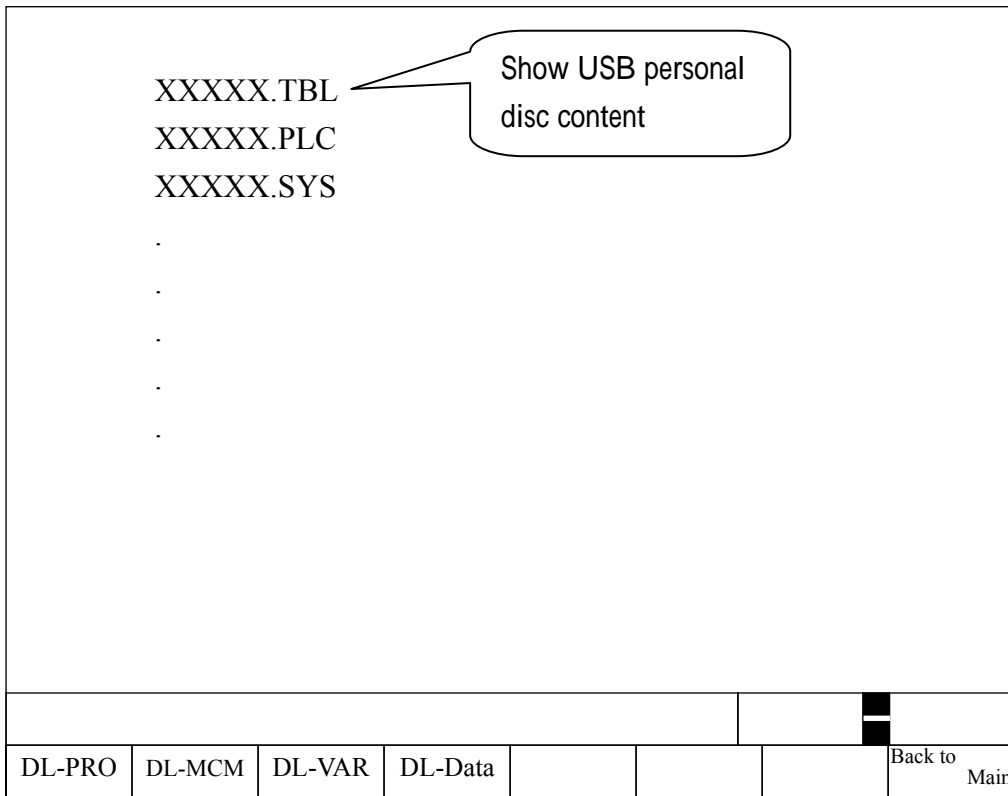 XXXXX.TBL
XXXXX.PLC
XXXXX.SYS
.
.
.
.
.
Show USB personal
disc content
DL-PRO DL-MCM DL-VAR DL-Data Back to
Main